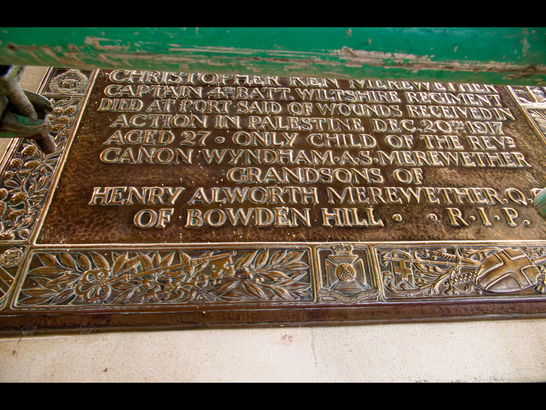 CHRISTOPHER KEN MEREWETHER
CAPTAIN 4TH BATT. WILTSHIRE REGIMENT
DIED AT PORT SAID OF WOUNDS RECEIVED IN
ACTION IN PALESTINE DEC. 20TH 1917
AGED 27 · ONLY CHILD OF THE REVD
CANON WYNDHAM · A · S · MEREWETHER
GRANDSONS OF
HENRY ALWORTH MEREWETHER. Q.
OF BOWDEN HILL · · R · I · P.